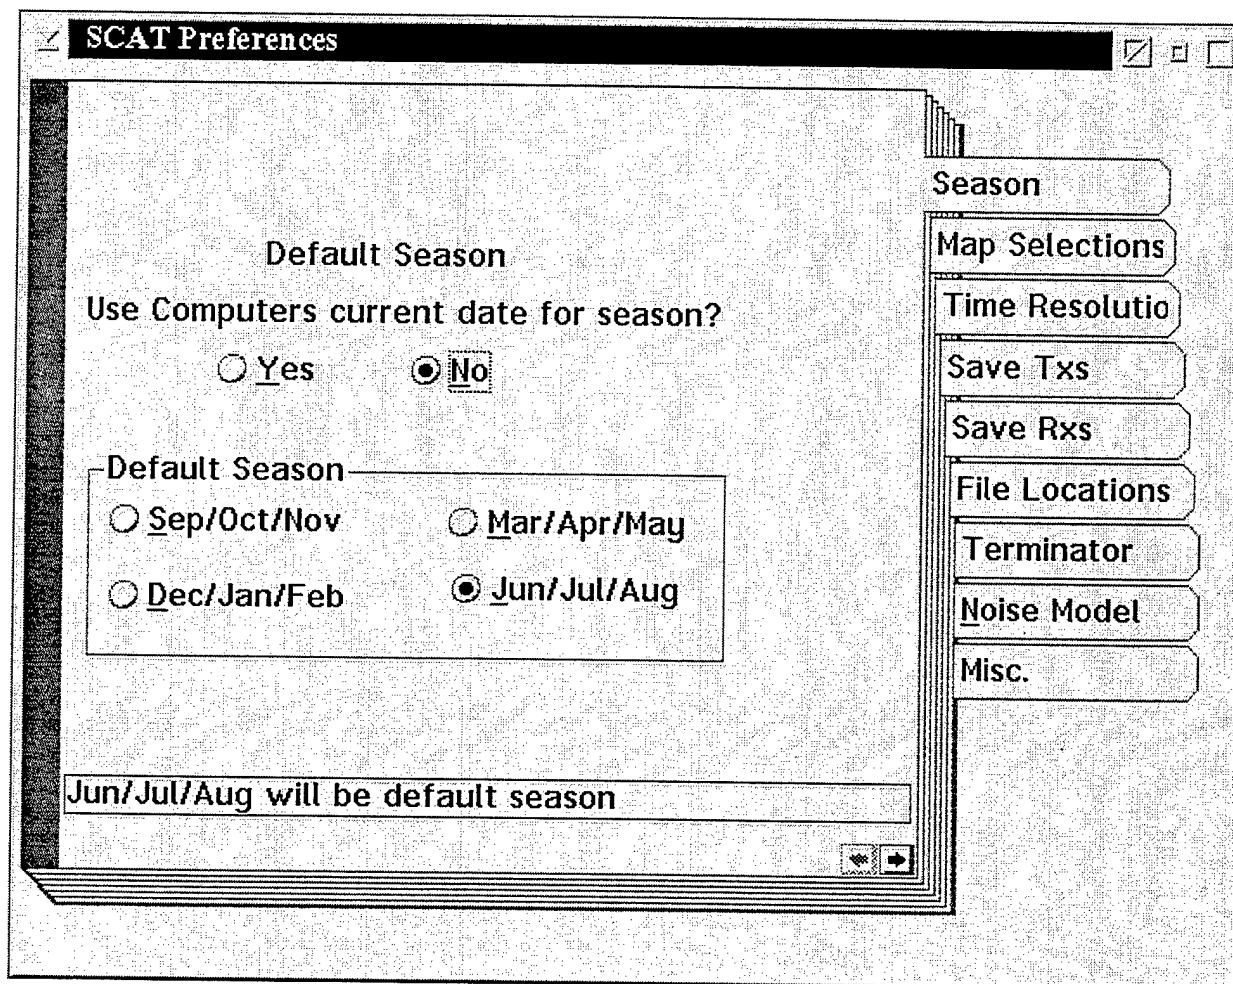 SCAT Preferences
Season
Map Selections
Time Resolutio
Save Txs
Save Rxs
File Locations
Terminator
Noise Model
Misc.
Default Season
Use Computers current date for season?
Yes No
Default Season
Sep/Oct/Nov Mar/Apr/May
Dec/Jan/Feb Jun/Jul/Aug
Jun/Jul/Aug will be default season